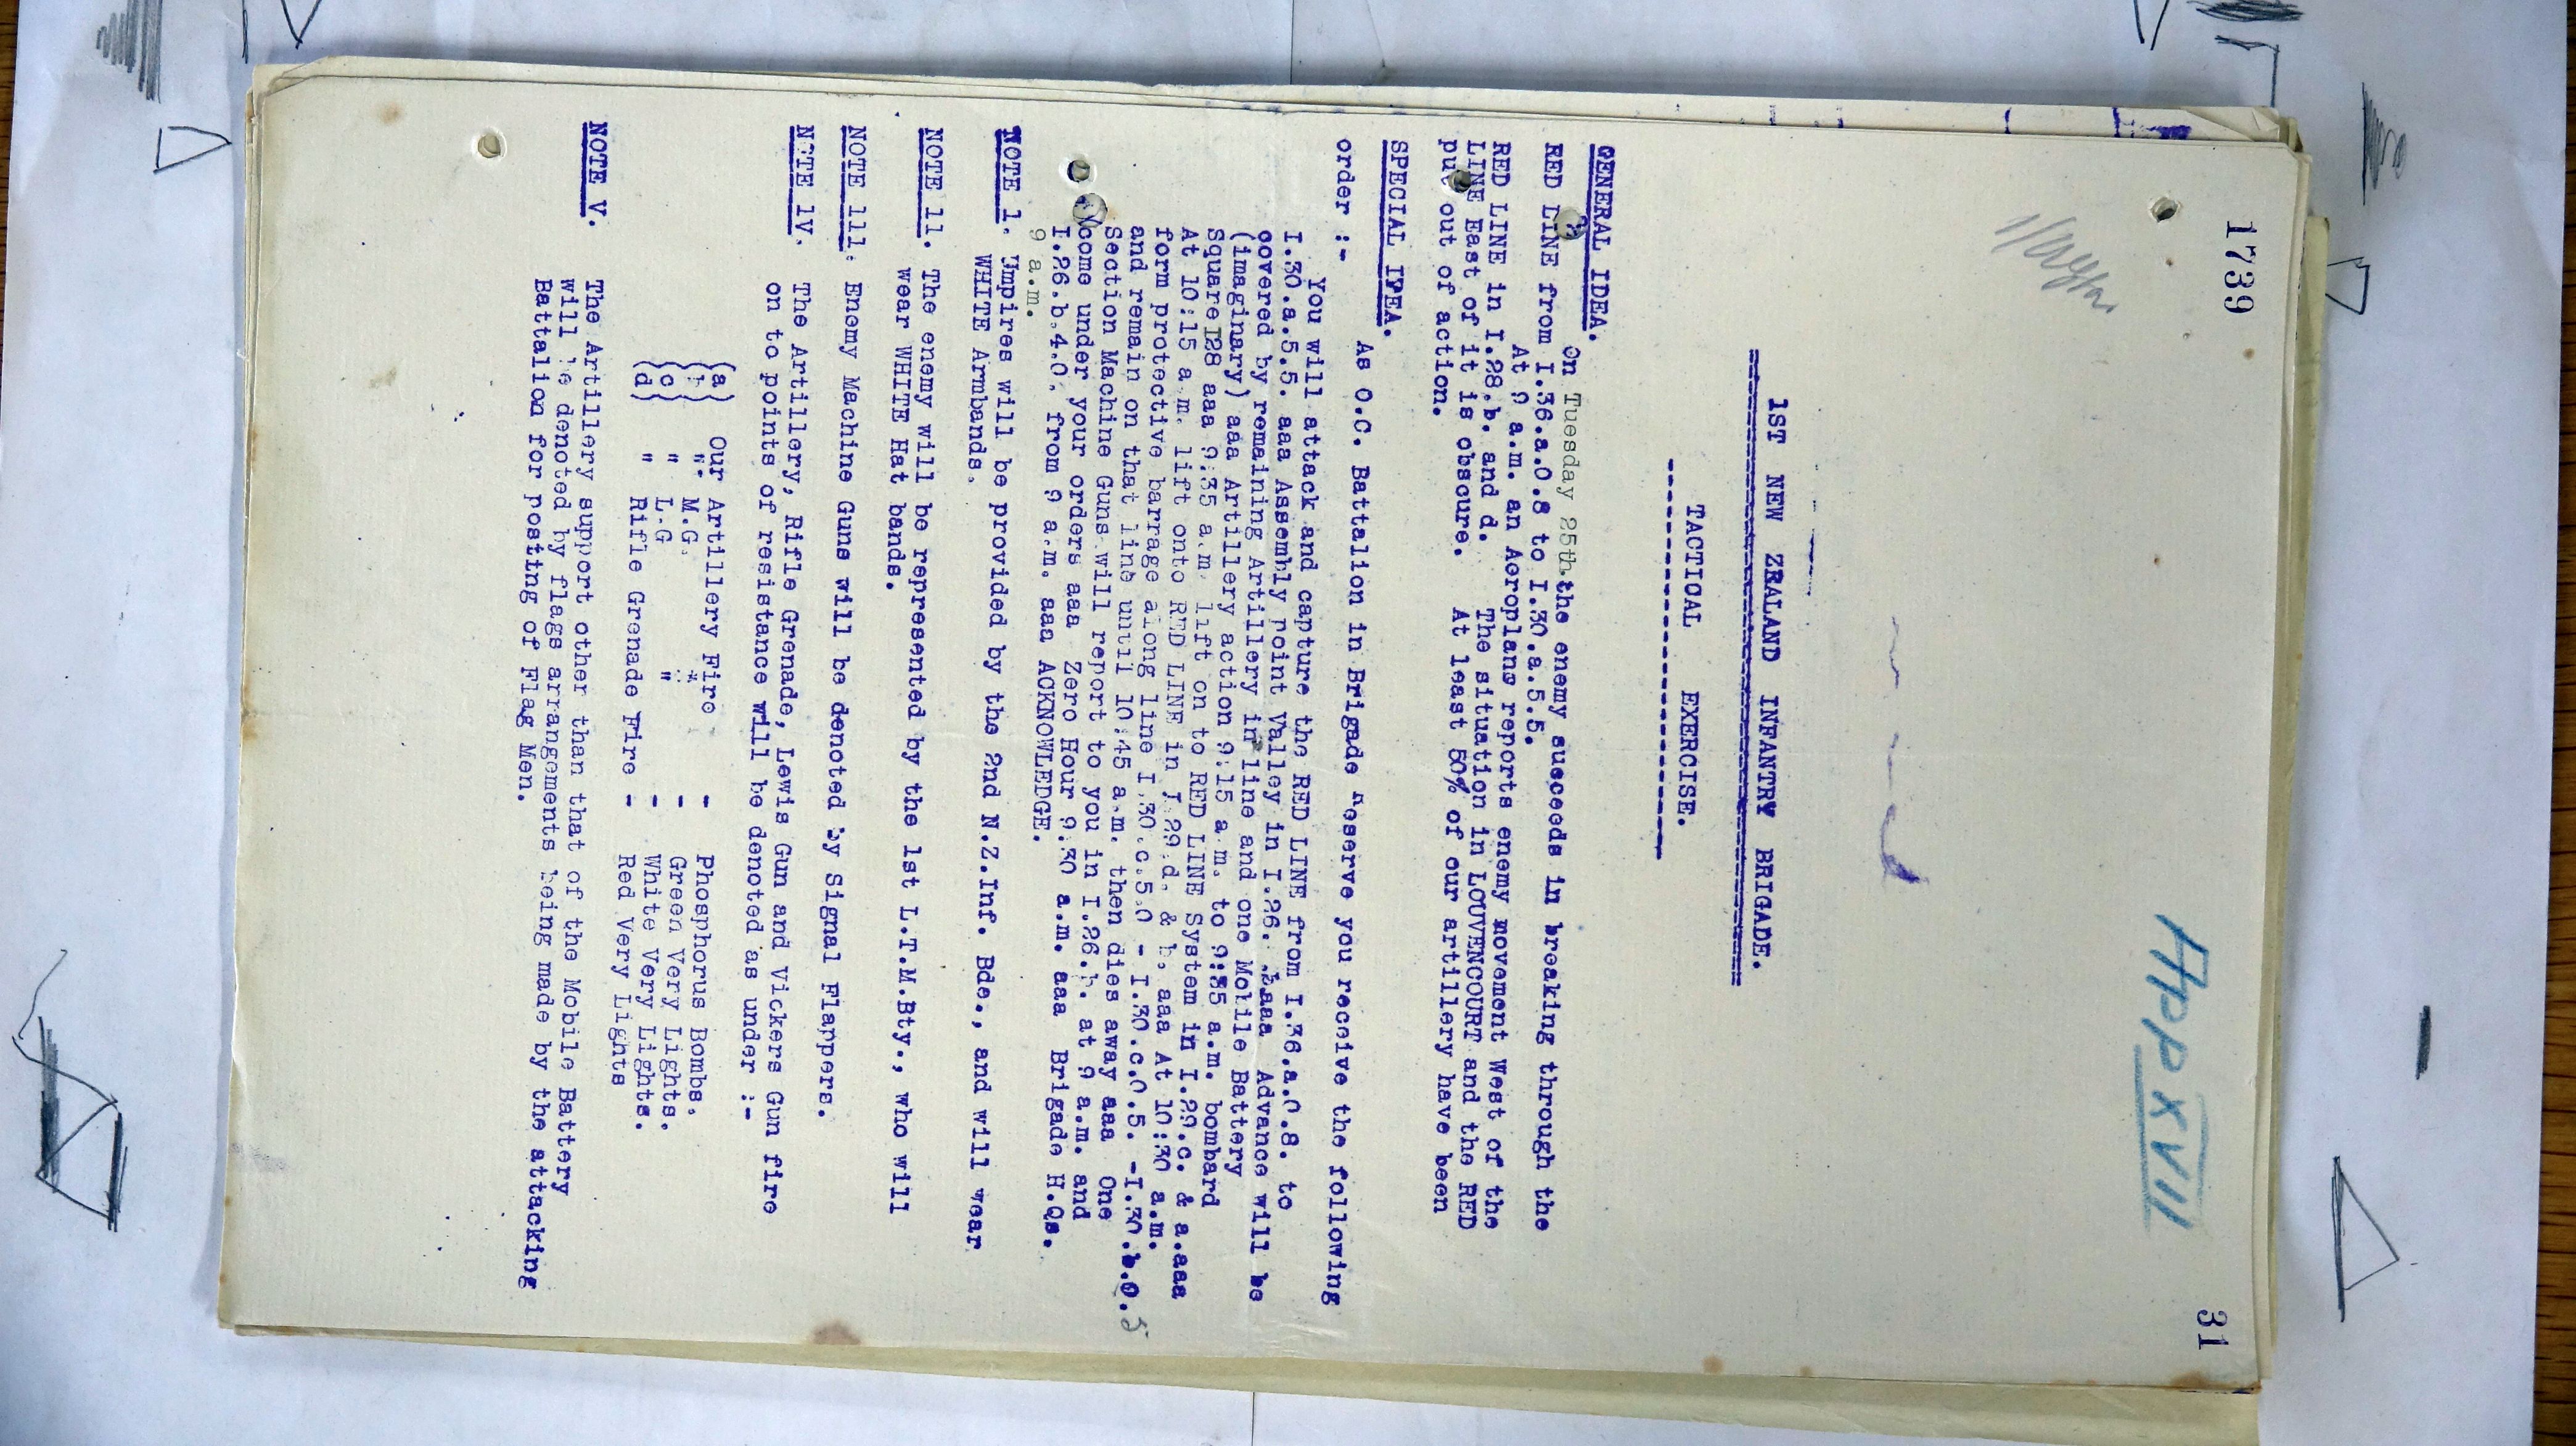 1739
31
App XVII
1ST NEW ZEALAND INFANTRY BRIGADE.
TACTICAL EXERCISE.
GENERAL IDEA.
On Tuesday 25th.the enemy succeeds in breaking through the
RED LINE from I.36.a.0.8 to I.30.a.5.5.
At 9 a.m. an Aeroplane reports enemy movement West of the
RED LINE in I.28.b. and d. The situation in LOUVENCOURT and the RED
LINE East of it is obscure. At least 50% of our artillery have been
put out of action.
SPECIAL IDEA.
As O.C. Battalion in Brigade Reserve you receive the following
order :-
You will attack and capture the RED LINE from I.36.a.0.8. to
I.30.a.5.5. aaa Assembly point Valley in I.26. b.aaa Advance will be
covered by remaining Artillery in line and one Mobile Battery
(imaginary) aaa Artillery action 9.15 a.m. to 9:35 a.m. bombard
Square I28 aaa 9:35 a.m. lift on to RED LINE System in I.29.c. & a.aaa
At 10:15 a.m. lift onto RED LINE in I.29.d. & b. aaa At 10:30 a.m.
form protective barrage along line I.30.c.5.0 - I.30.c.0.5. -I.30.b.0.5
and remain on that line until 10:45 a.m. then dies away aaa One
Section Machine Guns will report to you in I.26.b. at 9 a.m. and
come under your orders aaa Zero Hour 9.30 a.m. aaa Brigade H.Qs.
I.26.b.4.0. from 9 a.m. aaa ACKNOWLEDGE.
9 a.m.
NOTE 1. Umpires will be provided by the 2nd N.Z.Inf. Bde., and will wear
WHITE Armbands.
NOTE 11. The enemy will be represented by the 1st L.T.M.Bty., who will
wear WHITE Hat bands.
NOTE 111. Enemy Machine Guns will be denoted by Signal Flappers.
NOTE 1V. The Artillery, Rifle Grenade, Lewis Gun and Vickers Gun fire
on to points of resistance will be denoted as under :-
(a) Our Artillery Fire - Phosphorus Bombs.
(b) " M.G. " - Green Very Lights.
(c) " L.G " - White Very Lights.
(d) " Rifle Grenade Fire - Red Very Lights
NOTE V. The Artillery support other than that of the Mobile Battery
will be denoted by flags arrangements being made by the attacking
Battalion for posting of Flag Men.